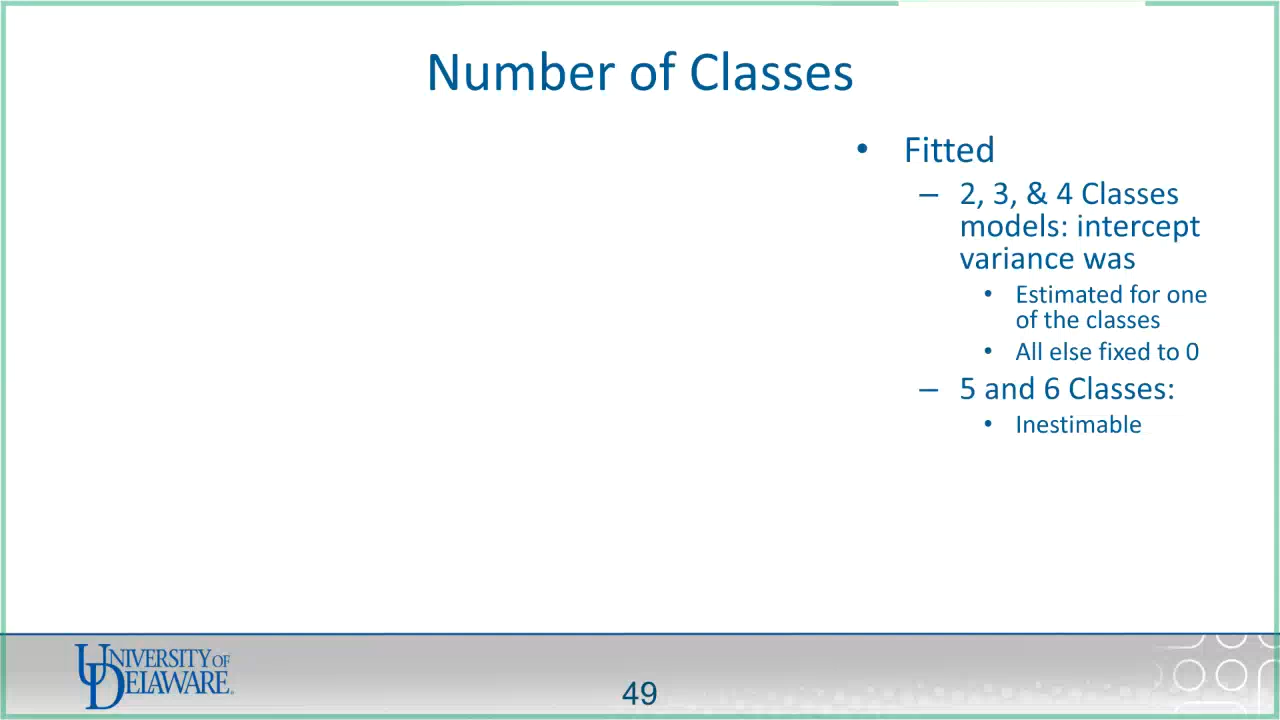 Number of Classes
• Fitted
– 2, 3, & 4 Classes
models: intercept
variance was
• Estimated for one
of the classes
• All else fixed to 0
– 5 and 6 Classes:
• Inestimable
UNIVERSITY OF
DELAWARE.
49